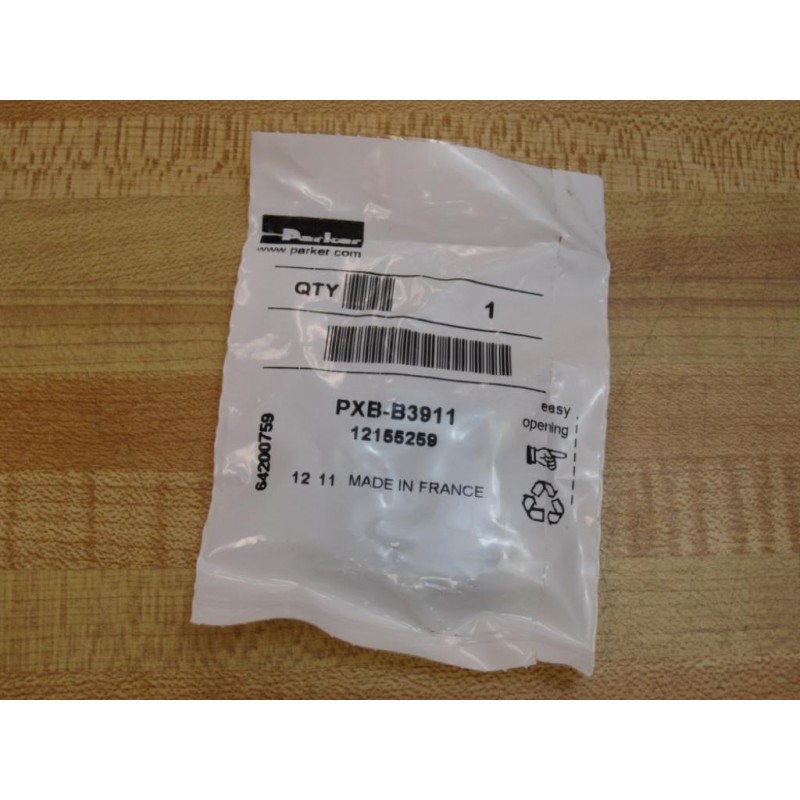 Parker
www.parker.com
QTY 1
PXB-B3911
12155259
64200759
12 11 MADE IN FRANCE
easy
opening